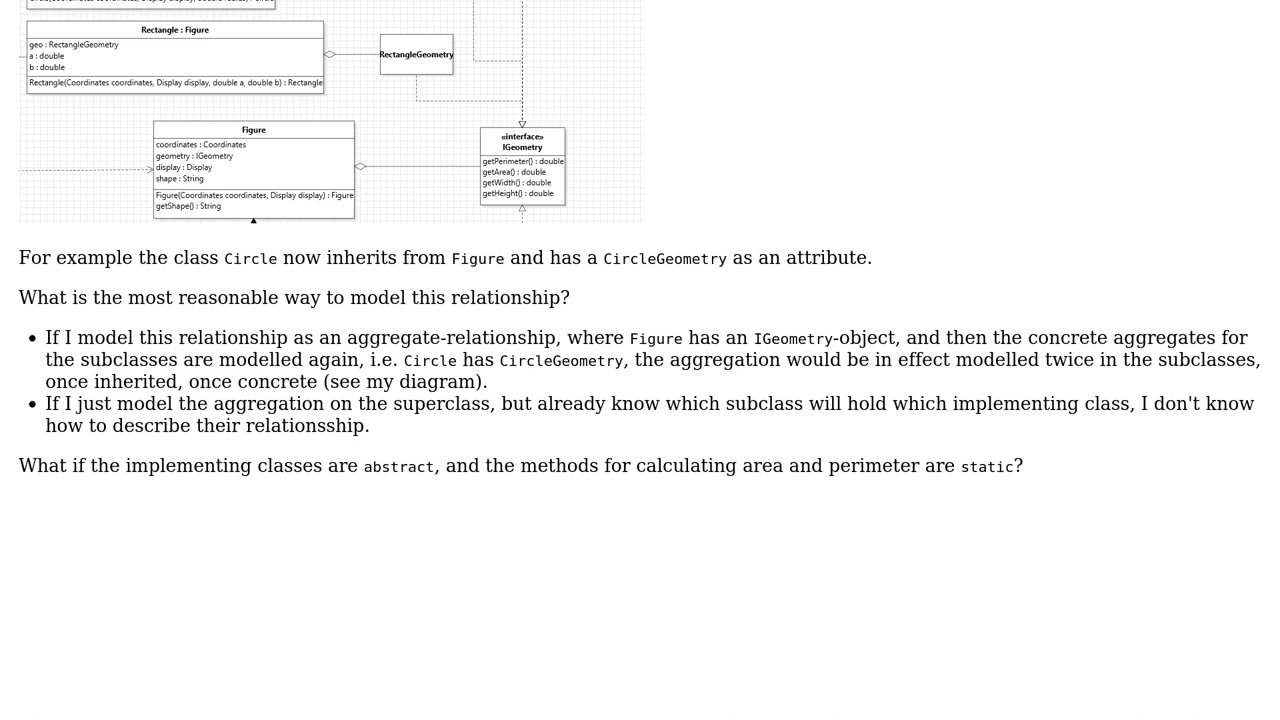 Rectangle : Figure
geo : RectangleGeometry
a : double
b : double
Rectangle(Coordinates coordinates, Display display, double a, double b) : Rectangle
RectangleGeometry
Figure
coordinates : Coordinates
geometry : IGeometry
display : Display
shape : String
Figure(Coordinates coordinates, Display display) : Figure
getShape() : String
«interface»
IGeometry
getPerimeter() : double
getArea() : double
getWidth() : double
getHeight() : double
For example the class Circle now inherits from Figure and has a CircleGeometry as an attribute.
What is the most reasonable way to model this relationship?
• If I model this relationship as an aggregate-relationship, where Figure has an IGeometry-object, and then the concrete aggregates for
the subclasses are modelled again, i.e. Circle has CircleGeometry, the aggregation would be in effect modelled twice in the subclasses,
once inherited, once concrete (see my diagram).
• If I just model the aggregation on the superclass, but already know which subclass will hold which implementing class, I don't know
how to describe their relationsship.
What if the implementing classes are abstract, and the methods for calculating area and perimeter are static?